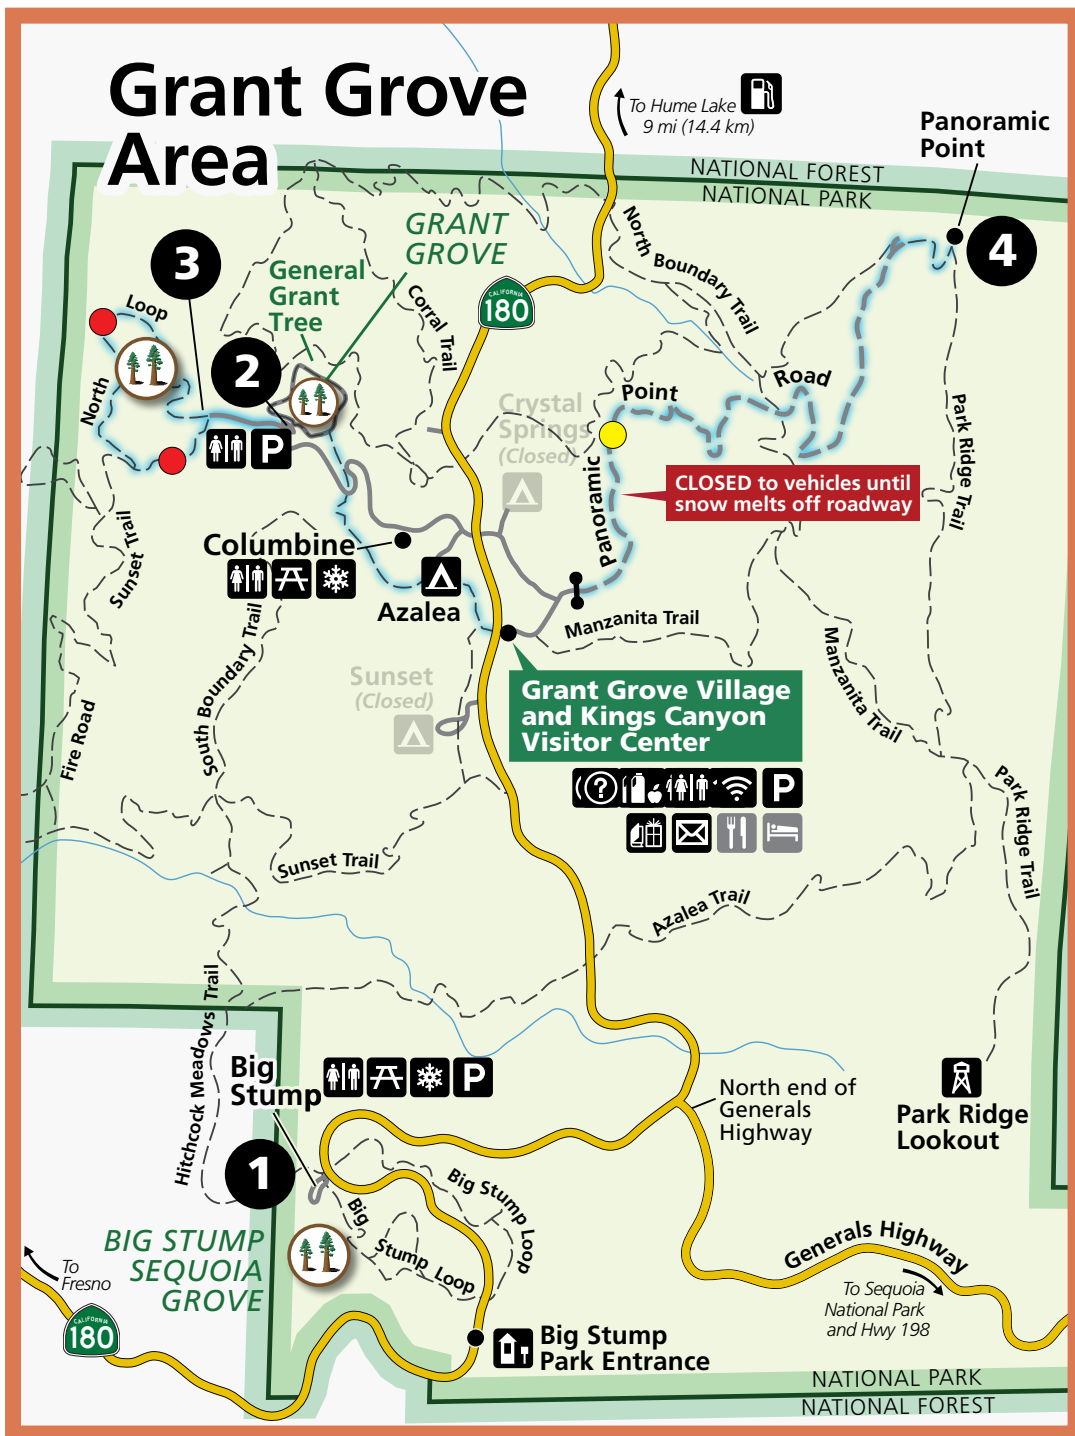 Grant Grove
Area
To Hume Lake
9 mi (14.4 km)
Panoramic
Point
NATIONAL FOREST
NATIONAL PARK
4
3
GRANT
GROVE
General
Grant
Tree
North Boundary Trail
Loop
North
2
Corral Trail
CALIFORNIA
180
Crystal
Springs
(Closed)
Panoramic
Point
Road
Park Ridge Trail
P
CLOSED to vehicles until
snow melts off roadway
Sunset Trail
Columbine
Azalea
Manzanita Trail
South Boundary Trail
Sunset
(Closed)
Grant Grove Village
and Kings Canyon
Visitor Center
Manzanita Trail
Fire Road
?
P
Park Ridge Trail
Sunset Trail
Azalea Trail
Hitchcock Meadows Trail
Big
Stump
P
North end of
Generals
Highway
Park Ridge
Lookout
1
Big Stump Loop
Big
Stump Loop
BIG STUMP
SEQUOIA
GROVE
To
Fresno
CALIFORNIA
180
Generals Highway
To Sequoia
National Park
and Hwy 198
Big Stump
Park Entrance
NATIONAL PARK
NATIONAL FOREST